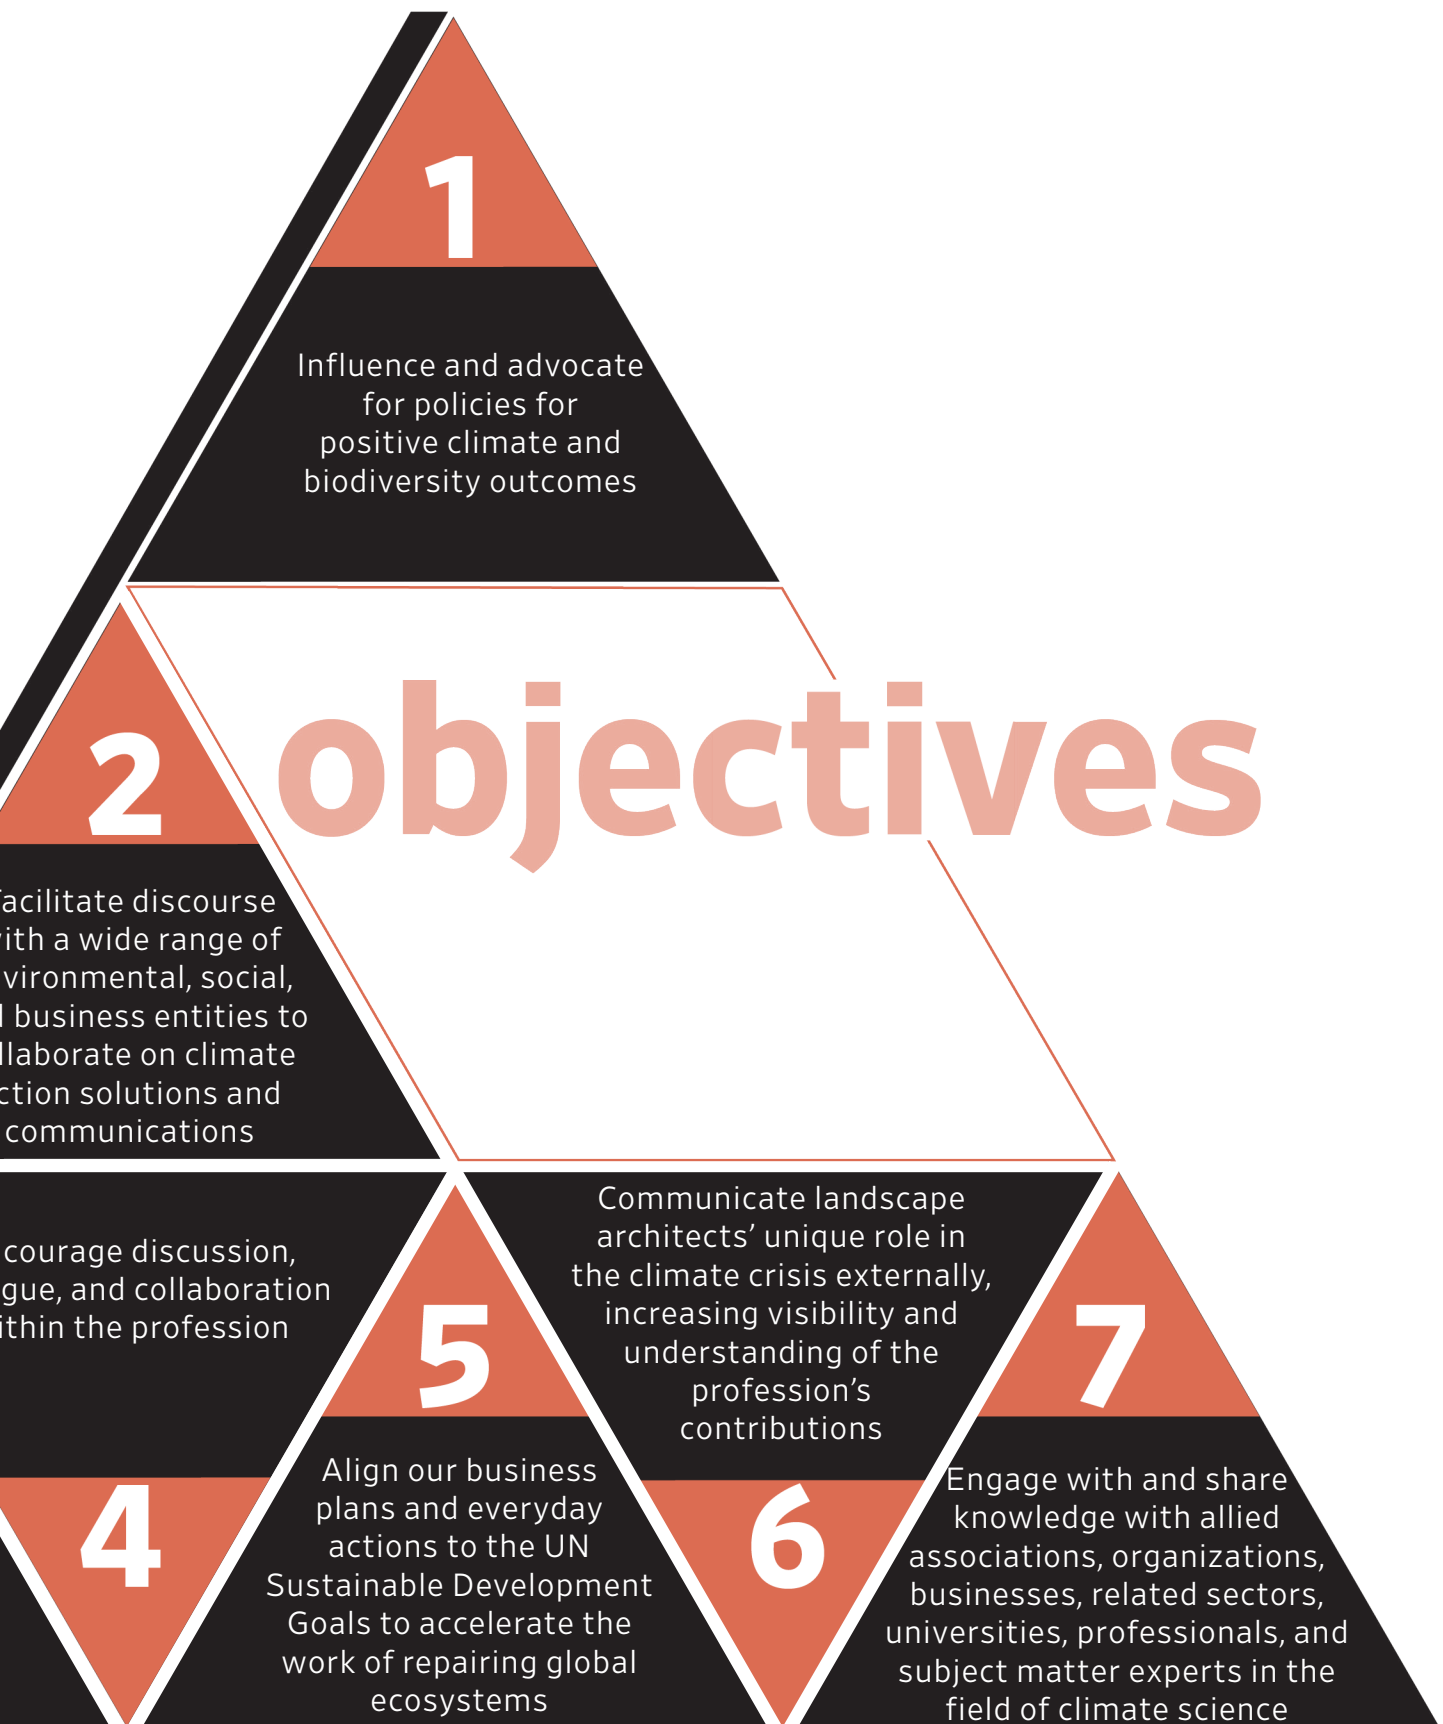 1
Influence and advocate
for policies for
positive climate and
biodiversity outcomes
objectives
2
acilitate discourse
ith a wide range of
vironmental, social,
business entities to
llaborate on climate
ction solutions and
communications
courage discussion,
gue, and collaboration
ithin the profession
4
5
Align our business
plans and everyday
actions to the UN
Sustainable Development
Goals to accelerate the
work of repairing global
ecosystems
Communicate landscape
architects’ unique role in
the climate crisis externally,
increasing visibility and
understanding of the
profession’s
contributions
6
7
Engage with and share
knowledge with allied
associations, organizations,
businesses, related sectors,
universities, professionals, and
subject matter experts in the
field of climate science